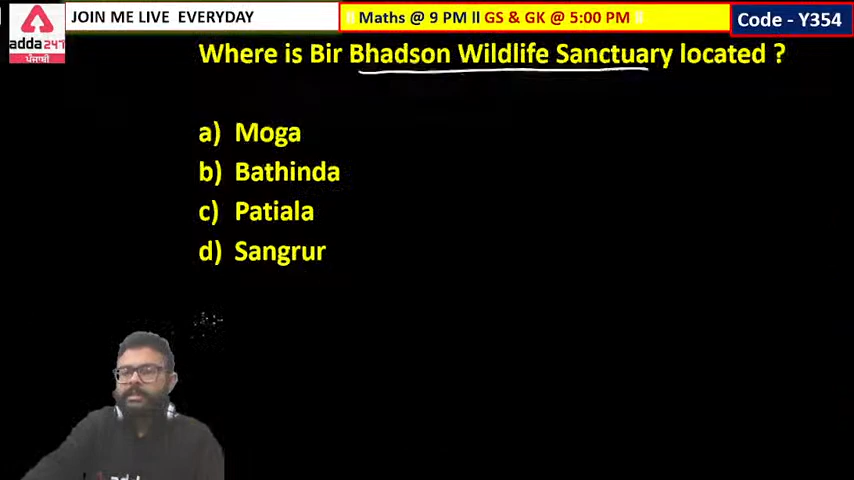 JOIN ME LIVE EVERYDAY
Maths @ 9 PM II GS & GK @ 5:00 PM
Code - Y354
adda247
ਪੰਜਾਬੀ
Where is Bir Bhadson Wildlife Sanctuary located ?
a) Moga
b) Bathinda
c) Patiala
d) Sangrur